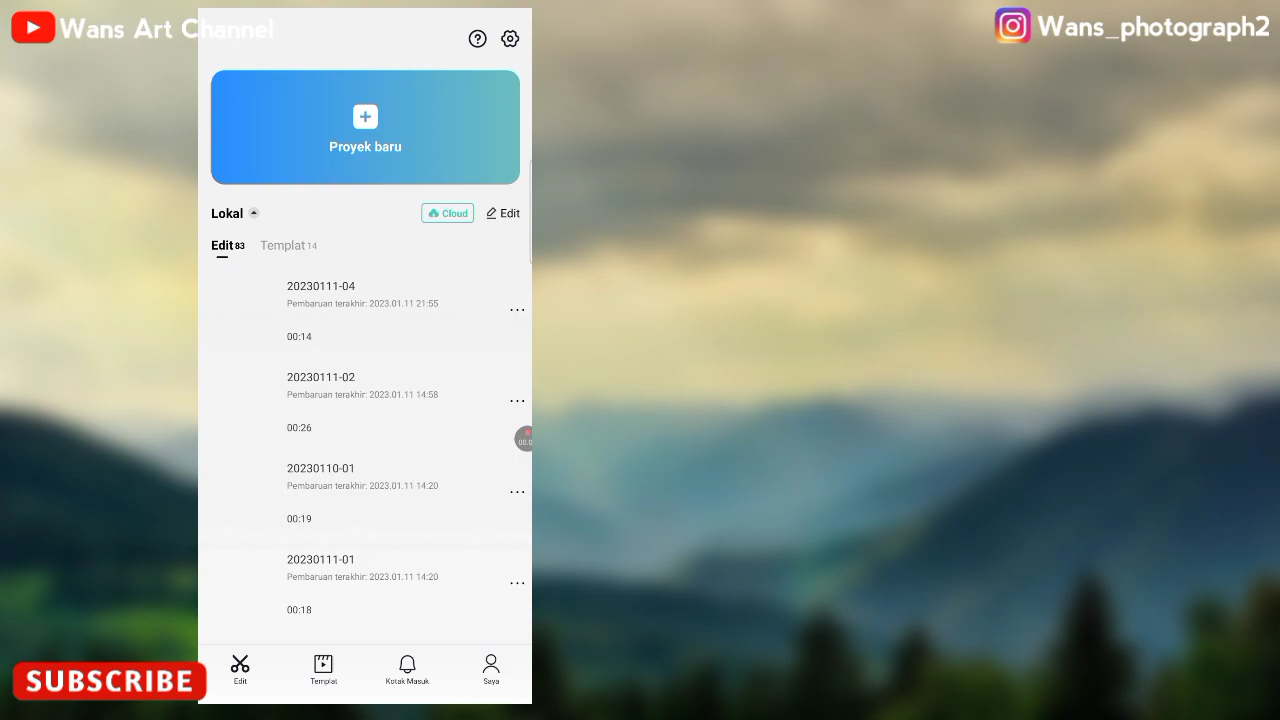 Wans Art Channel
Wans_photograph2
Proyek baru
Lokal
Cloud
Edit
Edit 83
Templat 14
20230111-04
Pembaruan terakhir: 2023.01.11 21:55
00:14
20230111-02
Pembaruan terakhir: 2023.01.11 14:58
00:26
20230110-01
Pembaruan terakhir: 2023.01.11 14:20
00:19
20230111-01
Pembaruan terakhir: 2023.01.11 14:20
00:18
Edit
Templat
Kotak Masuk
Saya
SUBSCRIBE